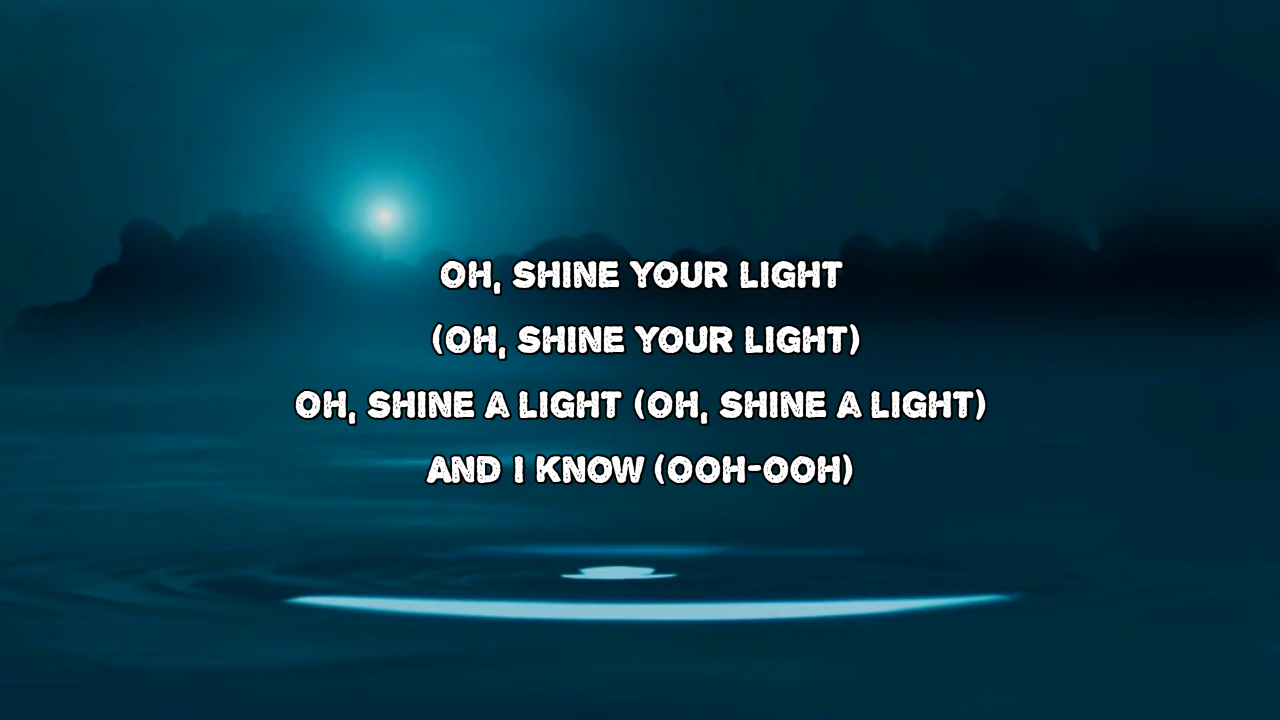 OH, SHINE YOUR LIGHT
(OH, SHINE YOUR LIGHT)
OH, SHINE A LIGHT (OH, SHINE A LIGHT)
AND I KNOW (OOH-OOH)